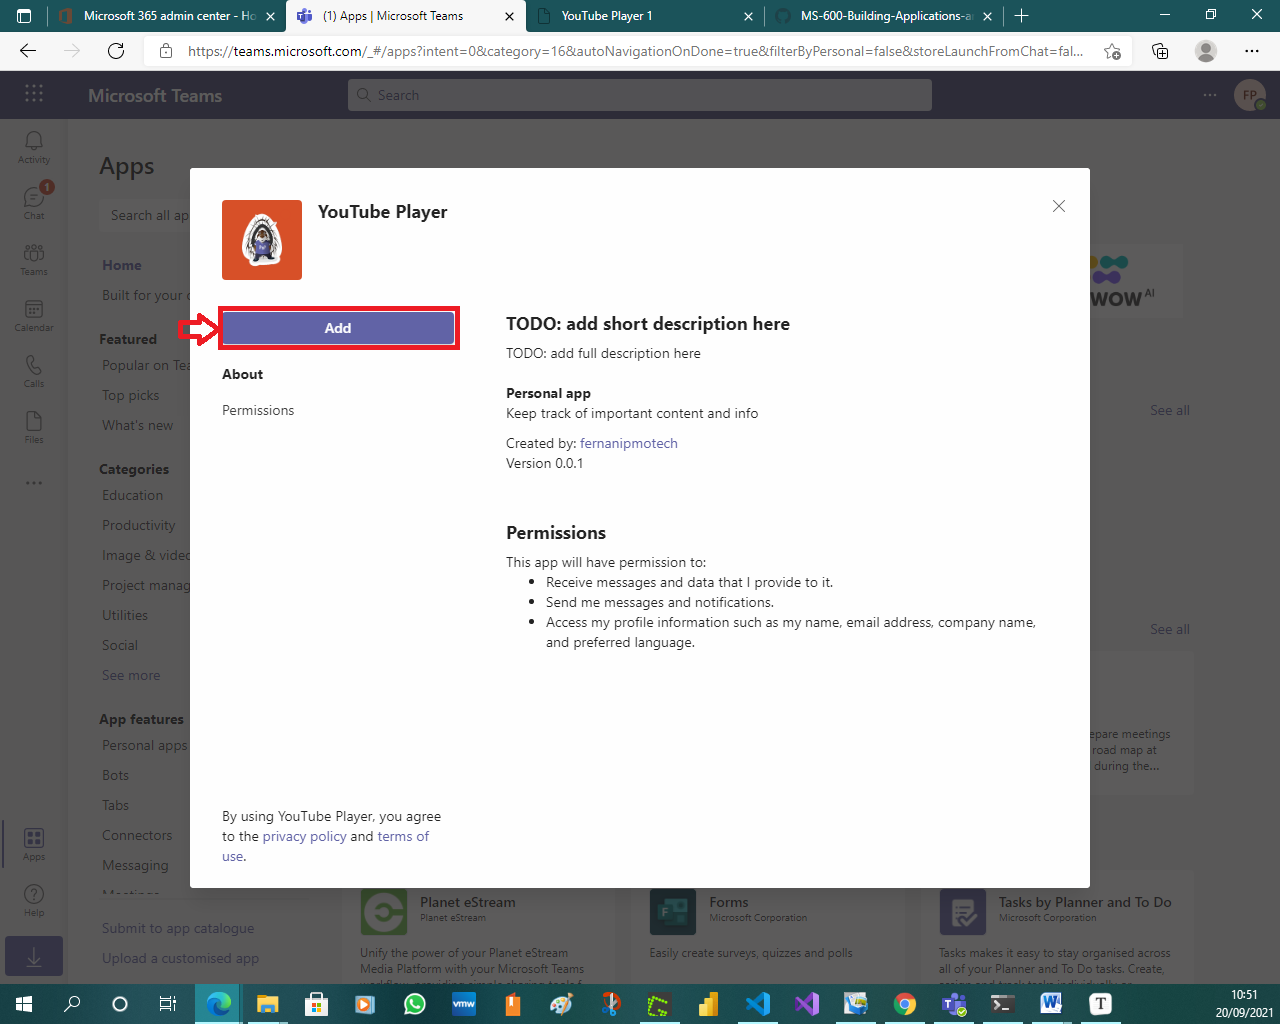 Microsoft 365 admin center - Ho
(1) Apps | Microsoft Teams
YouTube Player 1
MS-600-Building-Applications-a
https://teams.microsoft.com/_#/apps?intent=0&category=16&autoNavigationOnDone=true&filterByPersonal=false&storeLaunchFromChat=fal...
Microsoft Teams
Search
FP
Activity
1
Chat
Teams
Calendar
Calls
Files
Apps
Help
Apps
Search all ap
Home
Built for your
Featured
Popular on Tea
Top picks
What's new
Categories
Education
Productivity
Image & video
Project manag
Utilities
Social
See more
App features
Personal apps
Bots
Tabs
Connectors
Messaging
Meetings
Submit to app catalogue
Upload a customised app
YouTube Player
Add
About
Permissions
TODO: add short description here
TODO: add full description here
Personal app
Keep track of important content and info
Created by: fernanipmotech
Version 0.0.1
Permissions
This app will have permission to:
• Receive messages and data that I provide to it.
• Send me messages and notifications.
• Access my profile information such as my name, email address, company name,
and preferred language.
By using YouTube Player, you agree
to the privacy policy and terms of
use.
WOW AI
See all
See all
epare meetings
road map at
during the...
Planet eStream
Planet eStream
Unify the power of your Planet eStream
Media Platform with your Microsoft Teams
Forms
Microsoft Corporation
Easily create surveys, quizzes and polls
Tasks by Planner and To Do
Microsoft Corporation
Tasks makes it easy to stay organised across
all of your Planner and To Do tasks. Create,
vmw
10:51
20/09/2021